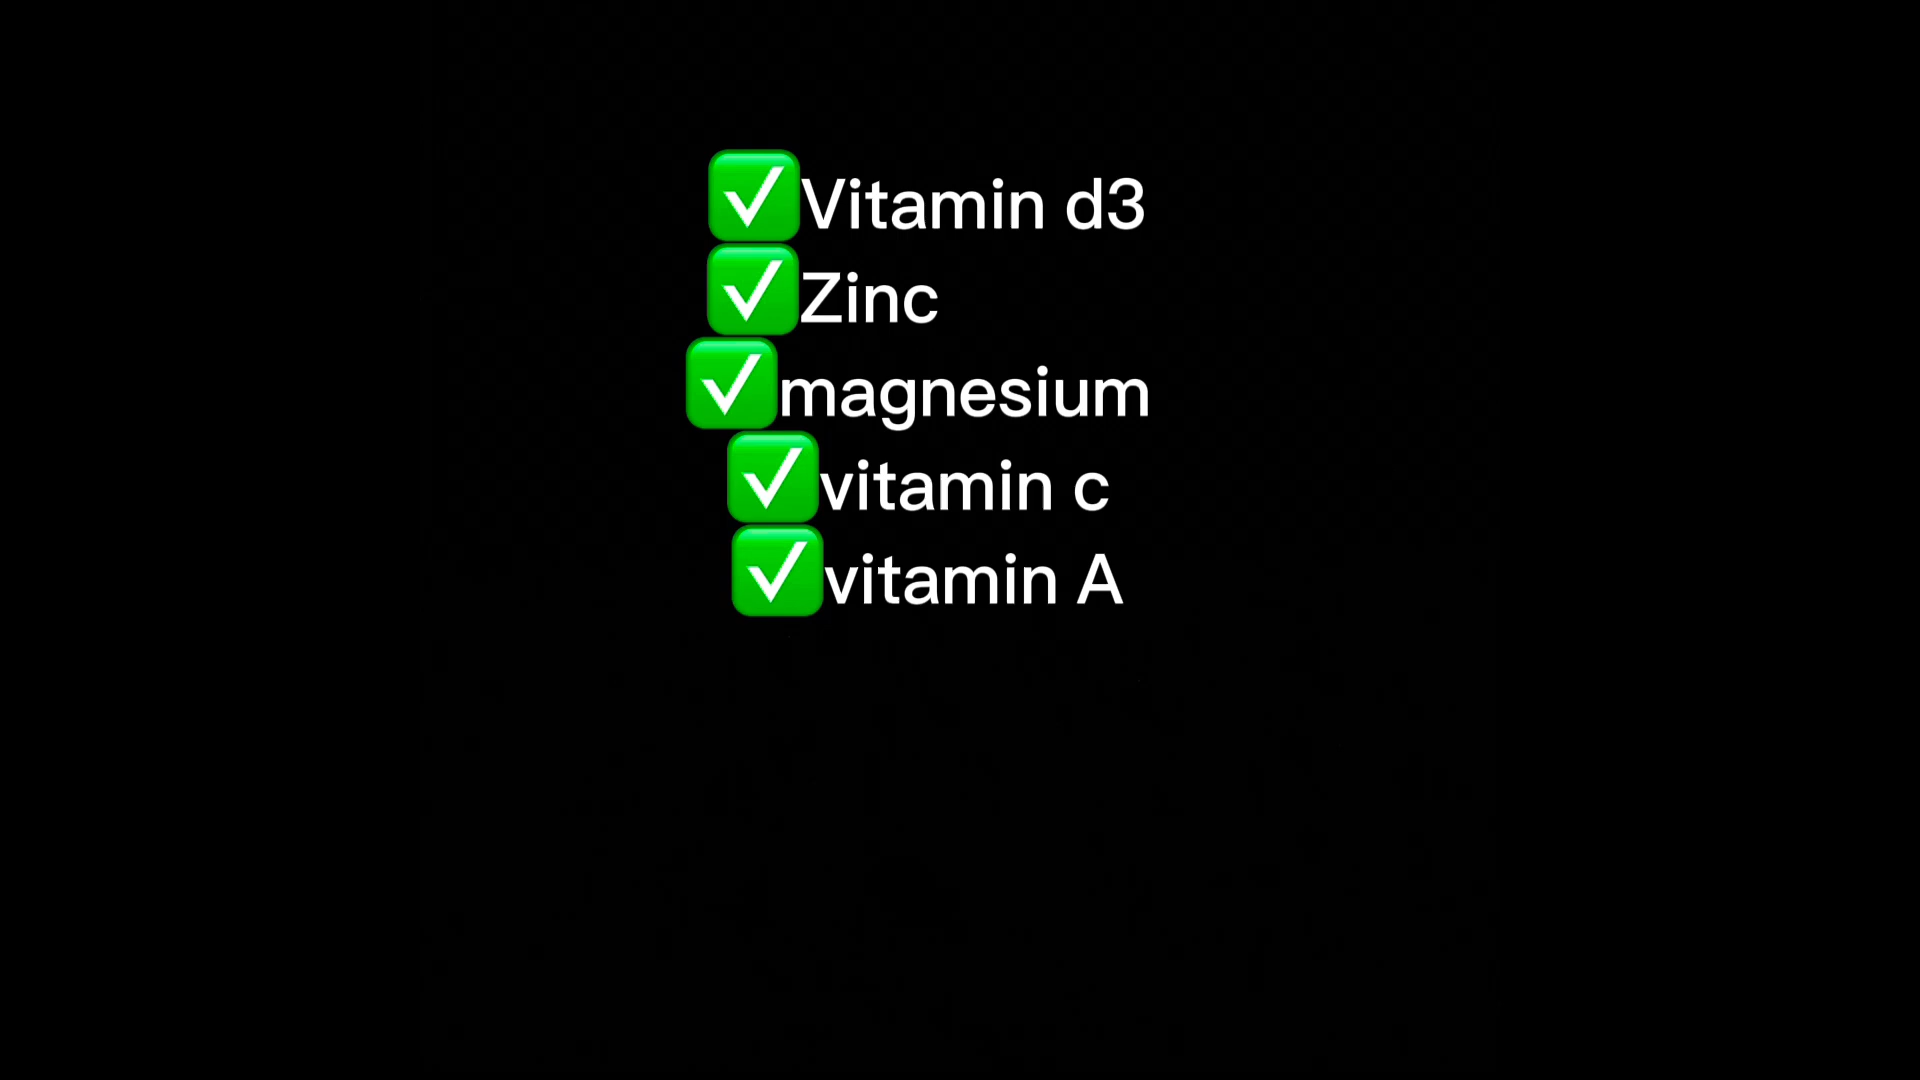 ✅Vitamin d3
✅Zinc
✅magnesium
✅vitamin c
✅vitamin A